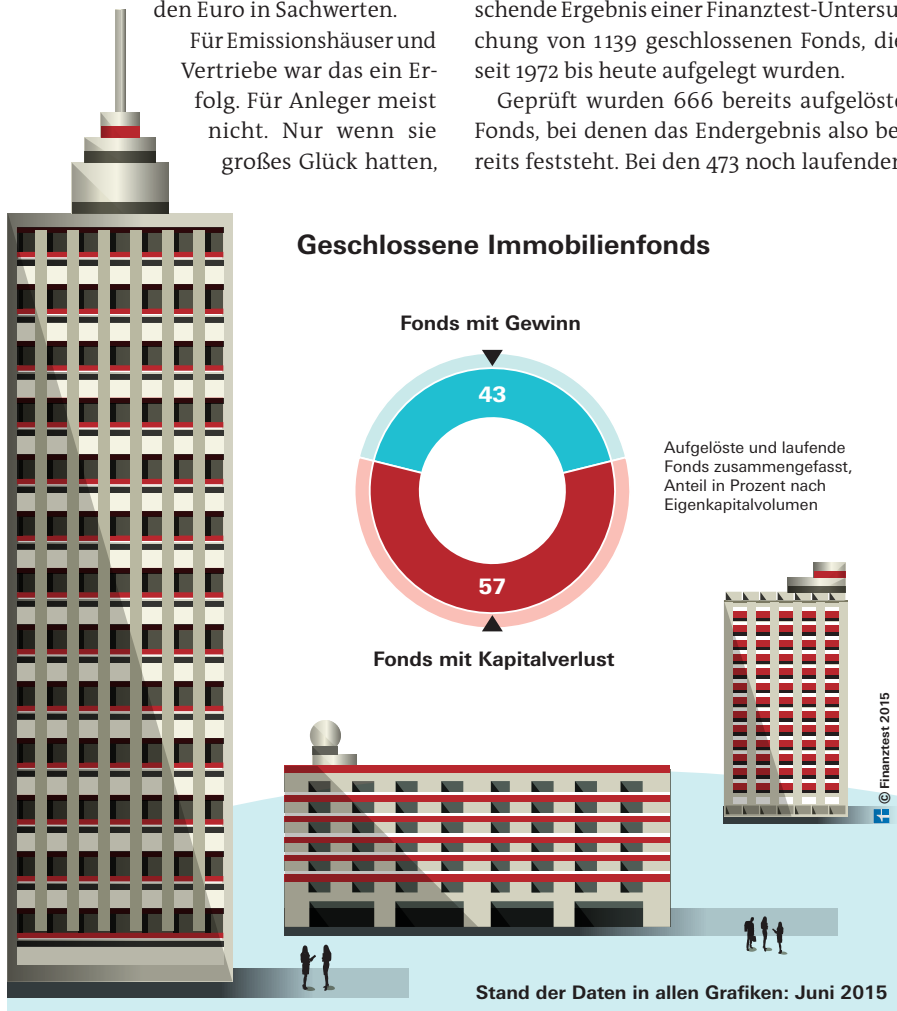 den Euro in Sachwerten.
Für Emissionshäuser und
Vertriebe war das ein Er-
folg. Für Anleger meist
nicht. Nur wenn sie
großes Glück hatten,
schende Ergebnis einer Finanztest-Untersu
chung von 1139 geschlossenen Fonds, die
seit 1972 bis heute aufgelegt wurden.
Geprüft wurden 666 bereits aufgelöste
Fonds, bei denen das Endergebnis also be
reits feststeht. Bei den 473 noch laufenden
Geschlossene Immobilienfonds
Fonds mit Gewinn
43
57
Fonds mit Kapitalverlust
Aufgelöste und laufende
Fonds zusammengefasst,
Anteil in Prozent nach
Eigenkapitalvolumen
© Finanztest 2015
Stand der Daten in allen Grafiken: Juni 2015